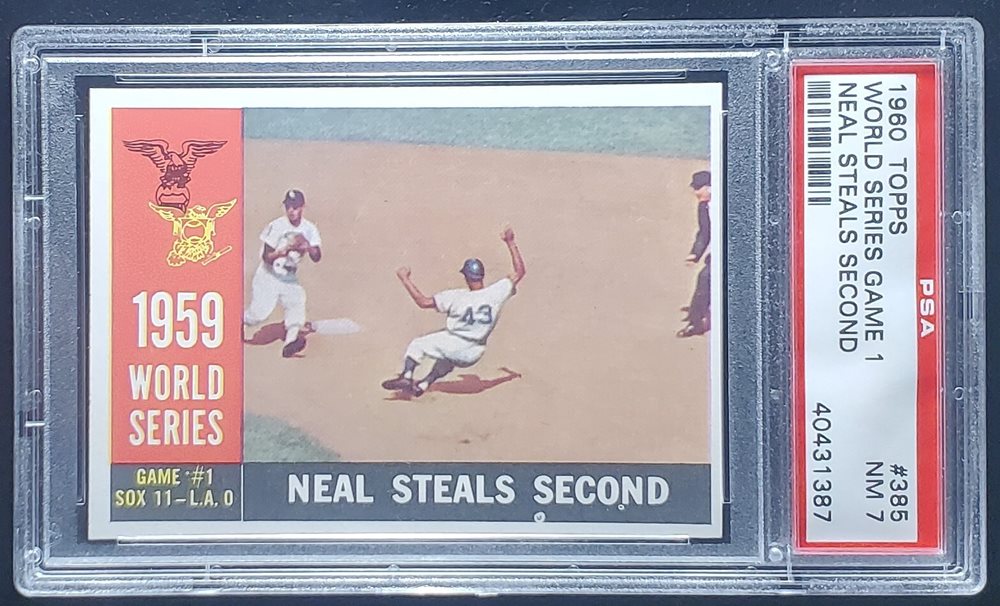 1959
WORLD
SERIES
GAME #1
SOX 11-L.A. 0
NEAL STEALS SECOND
43
PSA
1960 TOPPS
WORLD SERIES GAME 1
NEAL STEALS SECOND
#385
NM 7
40431387